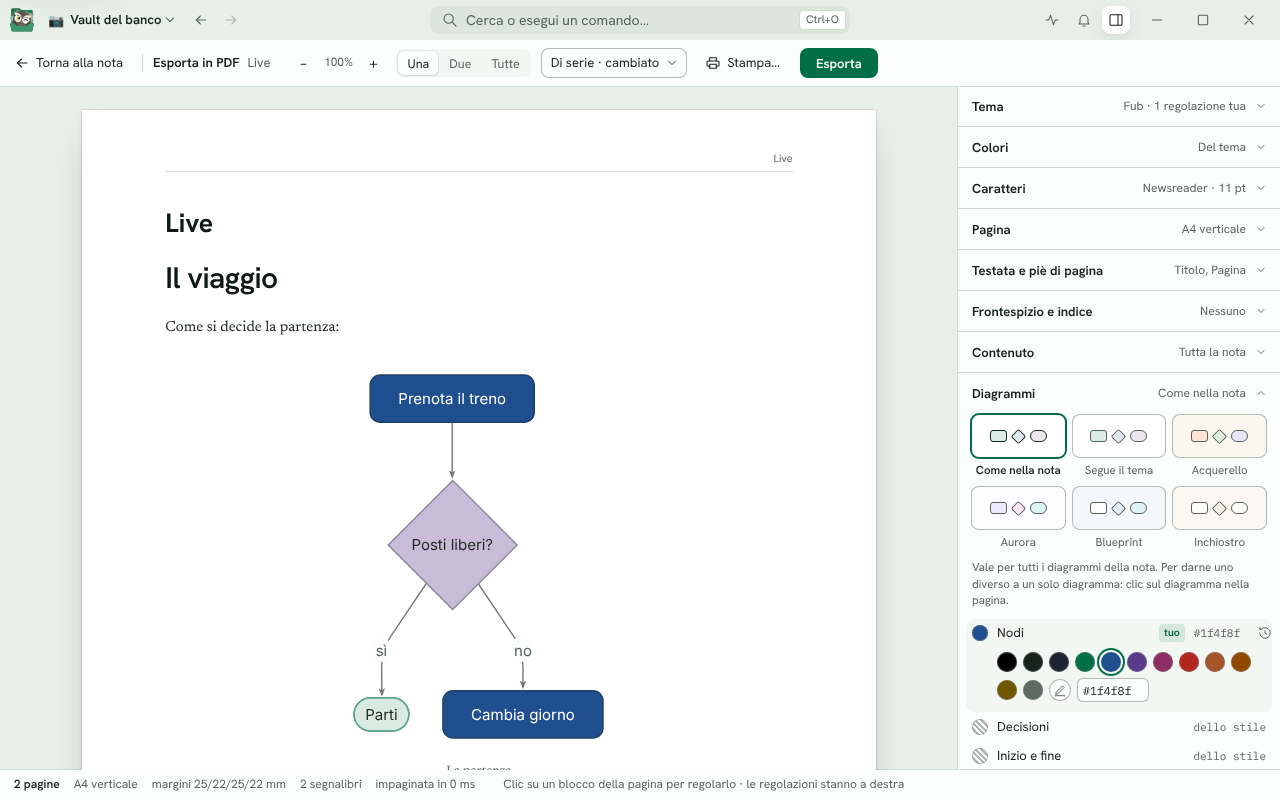 Vault del banco
Cerca o esegui un comando...
Ctrl+O
Torna alla nota
Esporta in PDF Live
− 100% +
Una Due Tutte
Di serie · cambiato
Stampa...
Esporta
Live
Live
Il viaggio
Come si decide la partenza:
Prenota il treno
Posti liberi?
sì
no
Parti
Cambia giorno
La partenza
Tema Fub · 1 regolazione tua
Colori Del tema
Caratteri Newsreader · 11 pt
Pagina A4 verticale
Testata e piè di pagina Titolo, Pagina
Frontespizio e indice Nessuno
Contenuto Tutta la nota
Diagrammi Come nella nota
Come nella nota Segue il tema Acquerello
Aurora Blueprint Inchiostro
Vale per tutti i diagrammi della nota. Per darne uno
diverso a un solo diagramma: clic sul diagramma nella
pagina.
Nodi tuo #1f4f8f
#1f4f8f
Decisioni dello stile
Inizio e fine dello stile
2 pagine A4 verticale margini 25/22/25/22 mm 2 segnalibri impaginata in 0 ms Clic su un blocco della pagina per regolarlo · le regolazioni stanno a destra